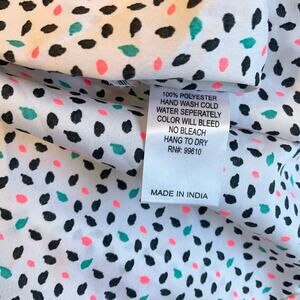 100% POLYESTER
HAND WASH COLD
WATER SEPERATELY
COLOR WILL BLEED
NO BLEACH
HANG TO DRY
RN#: 99610
MADE IN INDIA